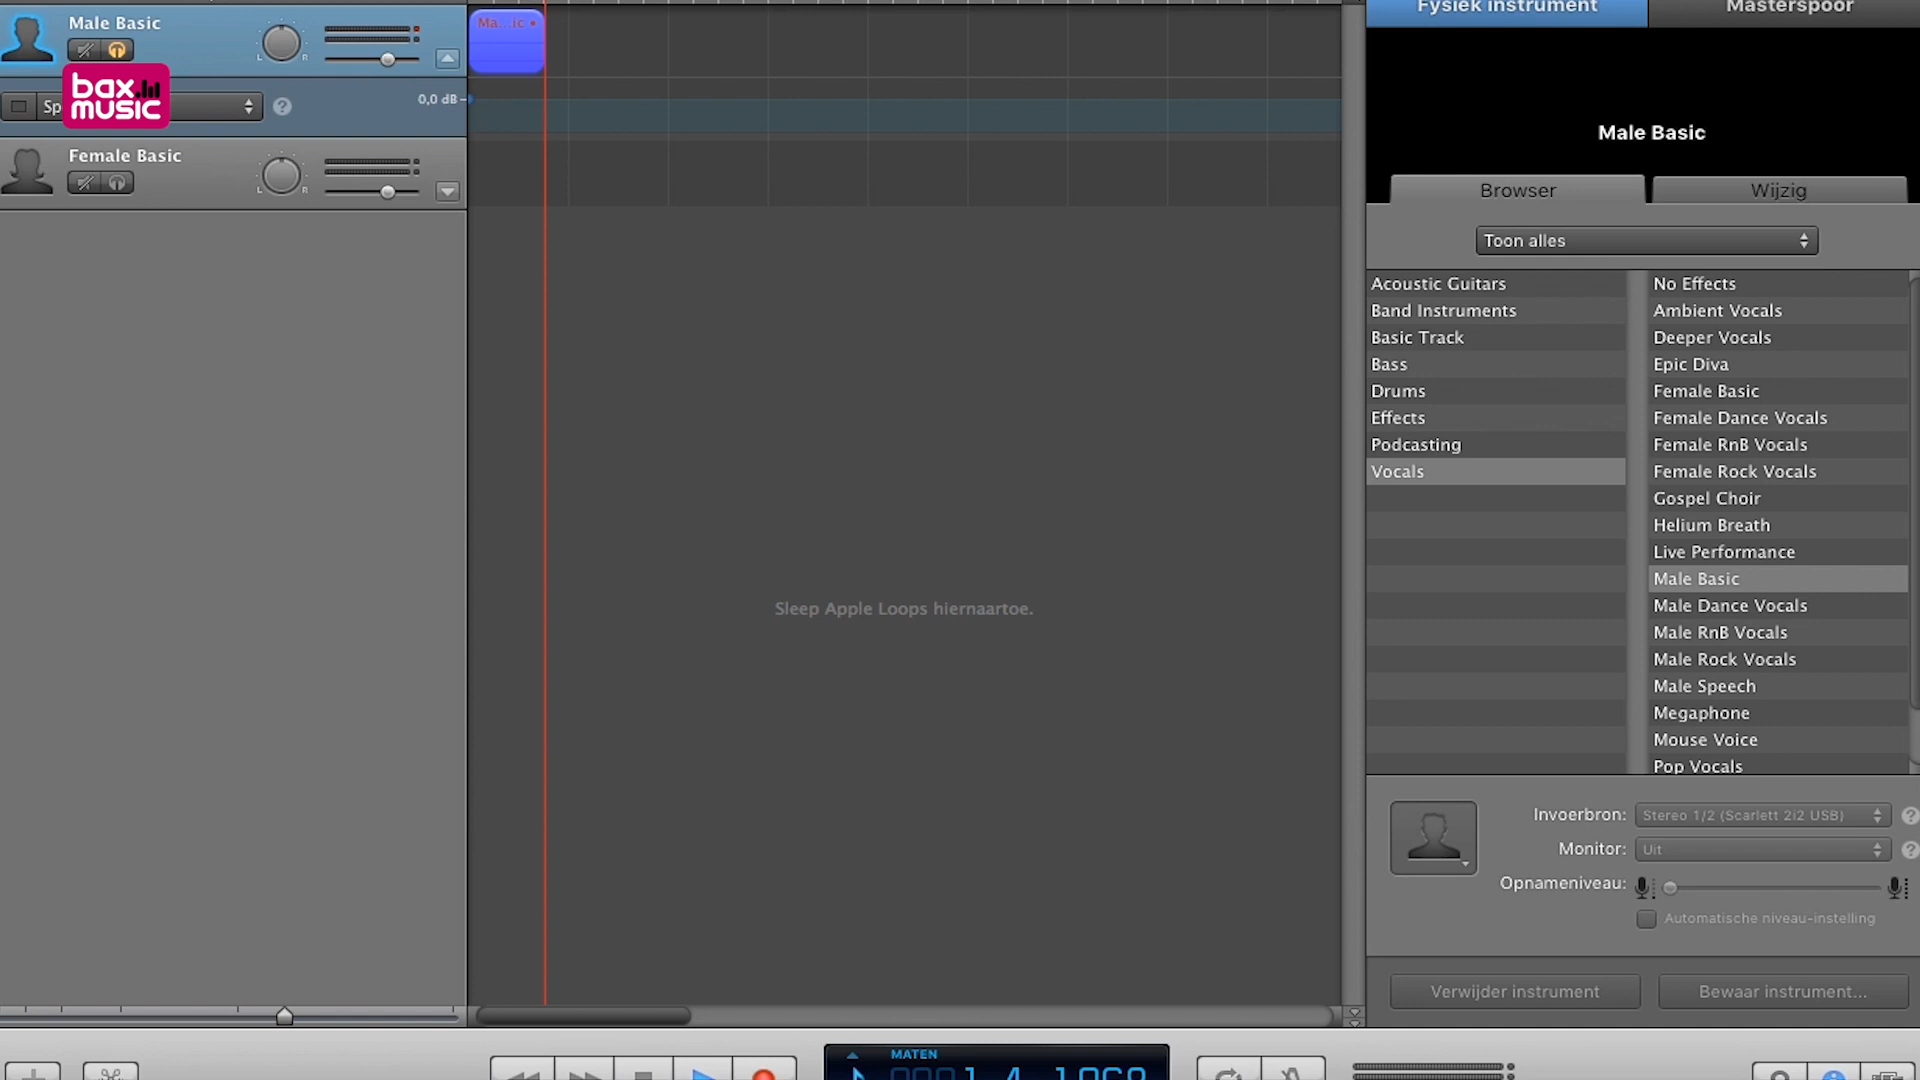 Male Basic
Ma...ic
Fysiek instrument
Masterspoor
bax
music
Sp
0,0 dB
L
R
Female Basic
L
R
Male Basic
Browser
Wijzig
Toon alles
Acoustic Guitars
Band Instruments
Basic Track
Bass
Drums
Effects
Podcasting
Vocals
No Effects
Ambient Vocals
Deeper Vocals
Epic Diva
Female Basic
Female Dance Vocals
Female RnB Vocals
Female Rock Vocals
Gospel Choir
Helium Breath
Live Performance
Male Basic
Male Dance Vocals
Male RnB Vocals
Male Rock Vocals
Male Speech
Megaphone
Mouse Voice
Pop Vocals
Sleep Apple Loops hiernaartoe.
Invoerbron: Stereo 1/2 (Scarlett 2i2 USB)
Monitor: Uit
Opnameniveau:
Automatische niveau-instelling
Verwijder instrument
Bewaar instrument...
MATEN